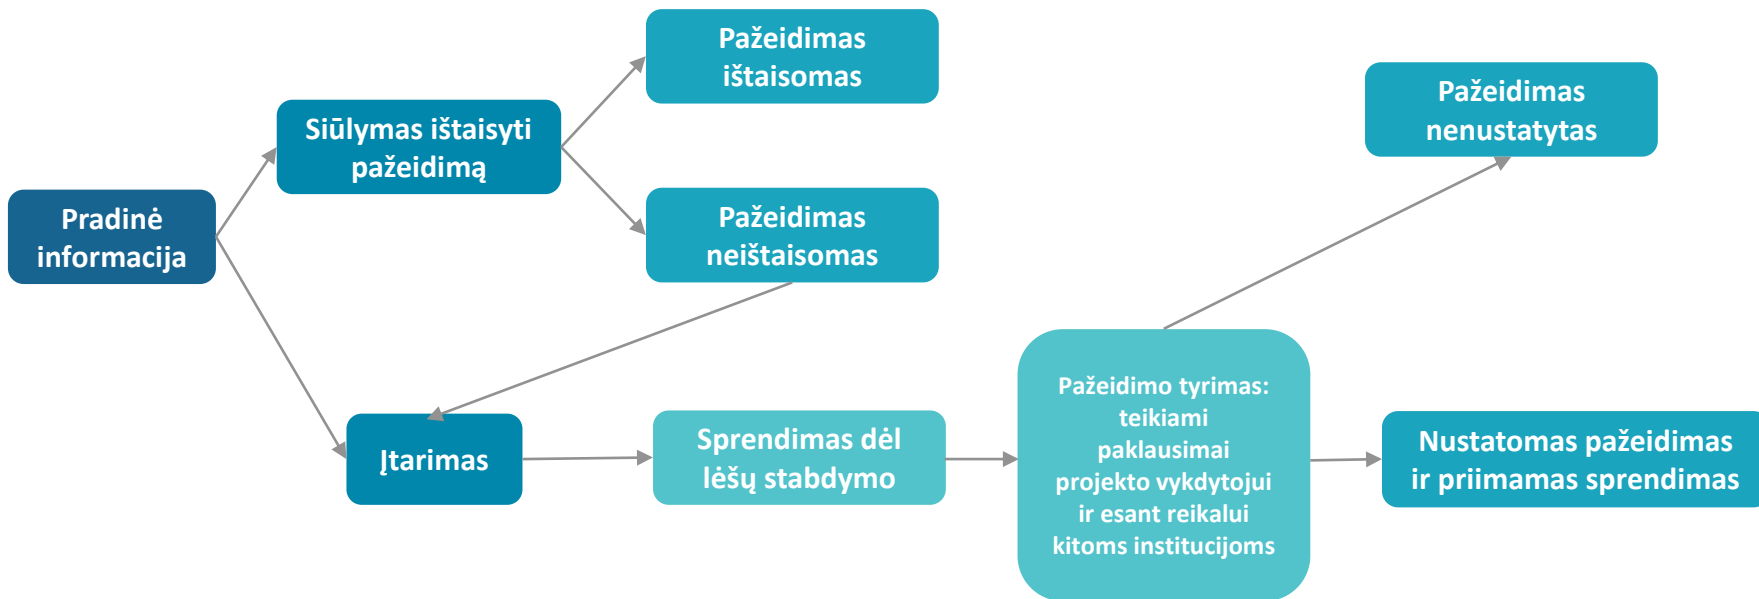 Pradinė
informacija
Siūlymas ištaisyti
pažeidimą
Pažeidimas
ištaisomas
Pažeidimas
neištaisomas
Įtarimas
Sprendimas dėl
lėšų stabdymo
Pažeidimo tyrimas:
teikiami
paklausimai
projekto vykdytojui
ir esant reikalui
kitoms institucijoms
Pažeidimas
nenustatytas
Nustatomas pažeidimas
ir priimamas sprendimas